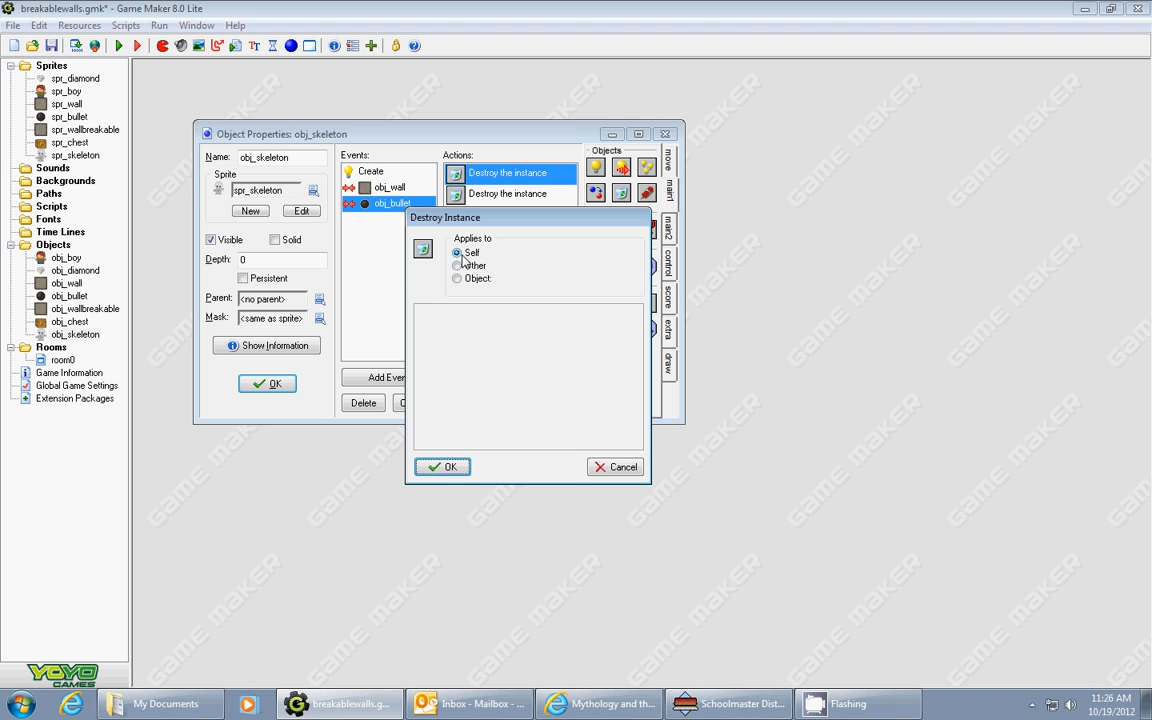 breakablewalls.gmk* - Game Maker 8.0 Lite
File Edit Resources Scripts Run Window Help
Sprites
spr_diamond
spr_boy
spr_wall
spr_bullet
spr_wallbreakable
spr_chest
spr_skeleton
Sounds
Backgrounds
Paths
Scripts
Fonts
Time Lines
Objects
obj_boy
obj_diamond
obj_wall
obj_bullet
obj_wallbreakable
obj_chest
obj_skeleton
Rooms
room0
Game Information
Global Game Settings
Extension Packages
YOYO
GAMES
Object Properties: obj_skeleton
Name: obj_skeleton
Sprite
spr_skeleton
New Edit
Visible Solid
Depth: 0
Persistent
Parent: <no parent>
Mask: <same as sprite>
Show Information
OK
Events:
Create
obj_wall
obj_bullet
Add Even
Delete
Actions:
Destroy the instance
Destroy the instance
Objects
move
main1
main2
control
score
extra
draw
Destroy Instance
Applies to
Self
Other
Object:
OK Cancel
GAME MAKER
My Documents
breakablewalls.g...
Inbox - Mailbox - ...
Mythology and th...
Schoolmaster Dist...
Flashing
11:26 AM
10/19/2012